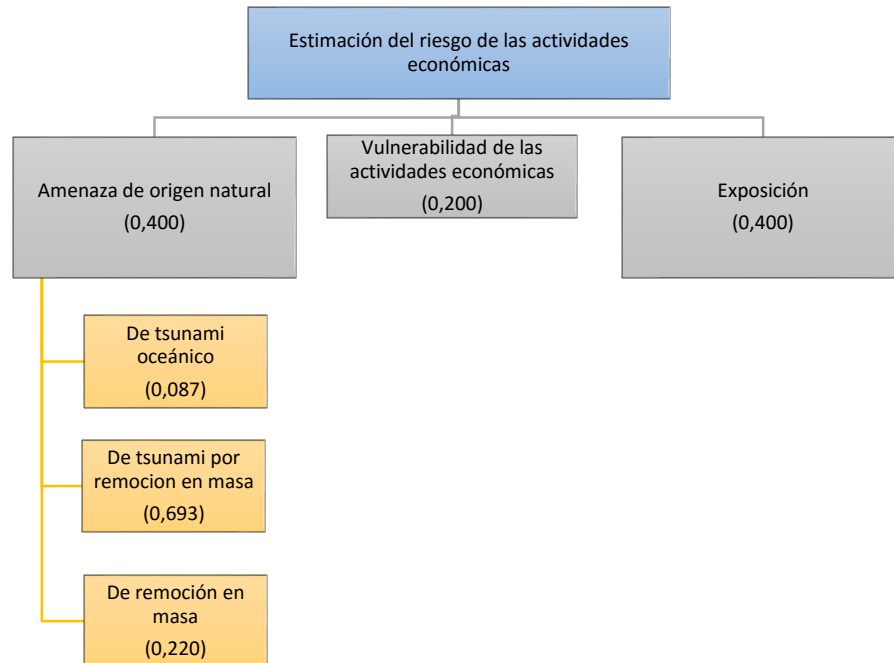 Estimación del riesgo de las actividades
económicas
Amenaza de origen natural
(0,400)
Vulnerabilidad de las
actividades económicas
(0,200)
Exposición
(0,400)
De tsunami
oceánico
(0,087)
De tsunami por
remocion en masa
(0,693)
De remoción en
masa
(0,220)